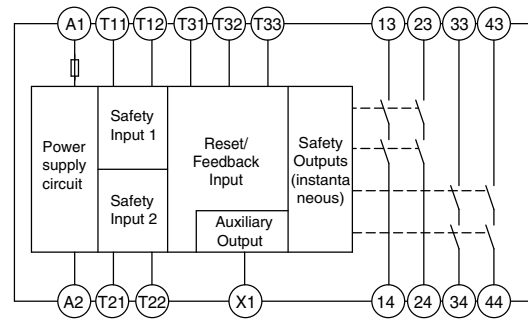 A1 T11 T12 T31 T32 T33 13 23 33 43
Power
supply
circuit
Safety
Input 1
Safety
Input 2
Reset/
Feedback
Input
Auxiliary
Output
Safety
Outputs
(instanta
neous)
A2 T21 T22 X1 14 24 34 44